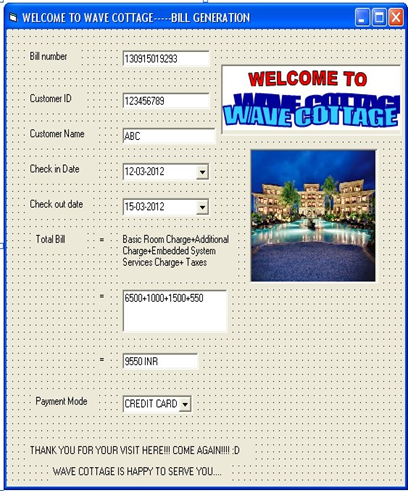 WELCOME TO WAVE COTTAGE-----BILL GENERATION
Bill number 130915019293
WELCOME TO
WAVE COTTAGE
Customer ID 123456789
Customer Name ABC
Check in Date 12-03-2012
Check out date 15-03-2012
Total Bill = Basic Room Charge+Additional
Charge+Embedded System
Services Charge+ Taxes
= 6500+1000+1500+550
= 9550 INR
Payment Mode CREDIT CARD
THANK YOU FOR YOUR VISIT HERE!!! COME AGAIN!!!! :D
WAVE COTTAGE IS HAPPY TO SERVE YOU....